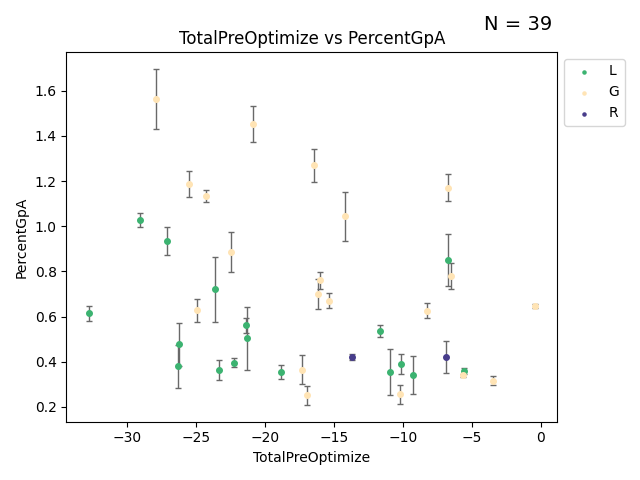 N = 39
TotalPreOptimize vs PercentGpA
L
G
R
PercentGpA
1.6
1.4
1.2
1.0
0.8
0.6
0.4
0.2
−30
−25
−20
−15
−10
−5
0
TotalPreOptimize